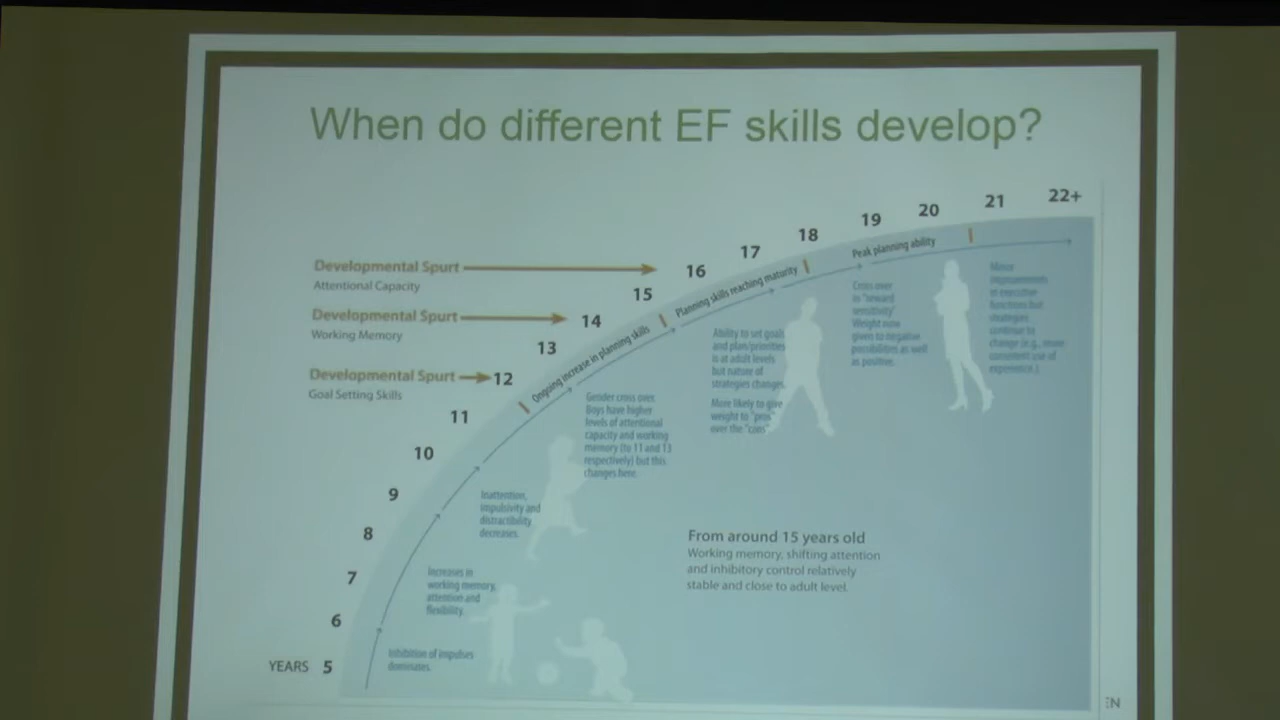 When do different EF skills develop?
22+
21
20
19
18
17
16
15
14
13
12
11
10
9
8
7
6
YEARS 5
Developmental Spurt
Attentional Capacity
Developmental Spurt
Working Memory
Developmental Spurt
Goal Setting Skills
Ongoing increase in planning skills
Planning skills reaching maturity
Peak planning ability
Inhibition of impulses
dominates.
Increases in
working memory,
attention and
flexibility.
Inattention,
impulsivity and
distractibility
decreases.
Gender cross over.
Boys have higher
levels of attentional
capacity and working
memory (to 11 and 13
respectively) but this
changes here.
Ability to set goals
and plan/priorities
is at adult levels
but nature of
strategies changes.
More likely to give
weight to "pros"
over the "cons".
Cross over
in "reward
sensitivity"
Weight now
given to negative
possibilities as well
as positive.
Minor
improvements
in executive
functions but
strategies
continue to
change (e.g., more
consistent use of
experience.)
From around 15 years old
Working memory, shifting attention
and inhibitory control relatively
stable and close to adult level.
EN